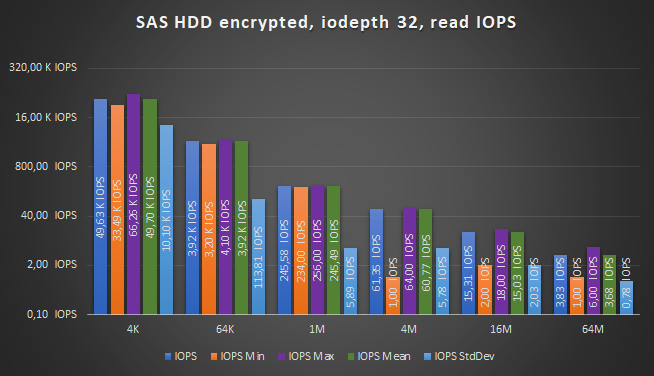 SAS HDD encrypted, iodepth 32, read IOPS
320,00 K IOPS
16,00 K IOPS
800,00 IOPS
40,00 IOPS
2,00 IOPS
0,10 IOPS
49,63 K IOPS
33,49 K IOPS
66,26 K IOPS
49,70 K IOPS
10,10 K IOPS
3,92 K IOPS
3,20 K IOPS
4,10 K IOPS
3,92 K IOPS
113,81 IOPS
245,58 IOPS
234,00 IOPS
256,00 IOPS
245,49 IOPS
5,89 IOPS
61,35 IOPS
1,00 IOPS
64,00 IOPS
60,77 IOPS
5,78 IOPS
15,31 IOPS
2,00 IOPS
18,00 IOPS
15,03 IOPS
2,03 IOPS
3,83 IOPS
1,00 IOPS
6,00 IOPS
3,68 IOPS
0,78 IOPS
4K 64K 1M 4M 16M 64M
IOPS IOPS Min IOPS Max IOPS Mean IOPS StdDev